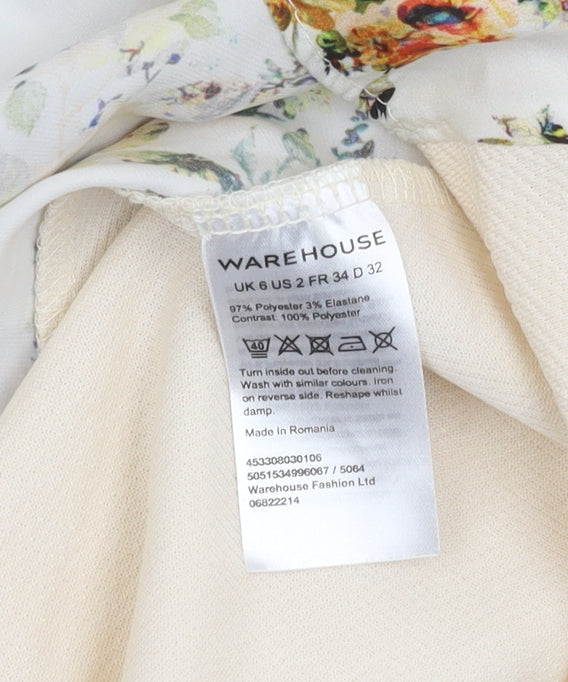 WAREHOUSE
UK 6 US 2 FR 34 D 32
97% Polyester 3% Elastane
Contrast: 100% Polyester
40
Turn inside out before cleaning.
Wash with similar colours. Iron
on reverse side. Reshape whilst
damp.
Made in Romania
453308030106
5051534996067 / 5064
Warehouse Fashion Ltd
06822214